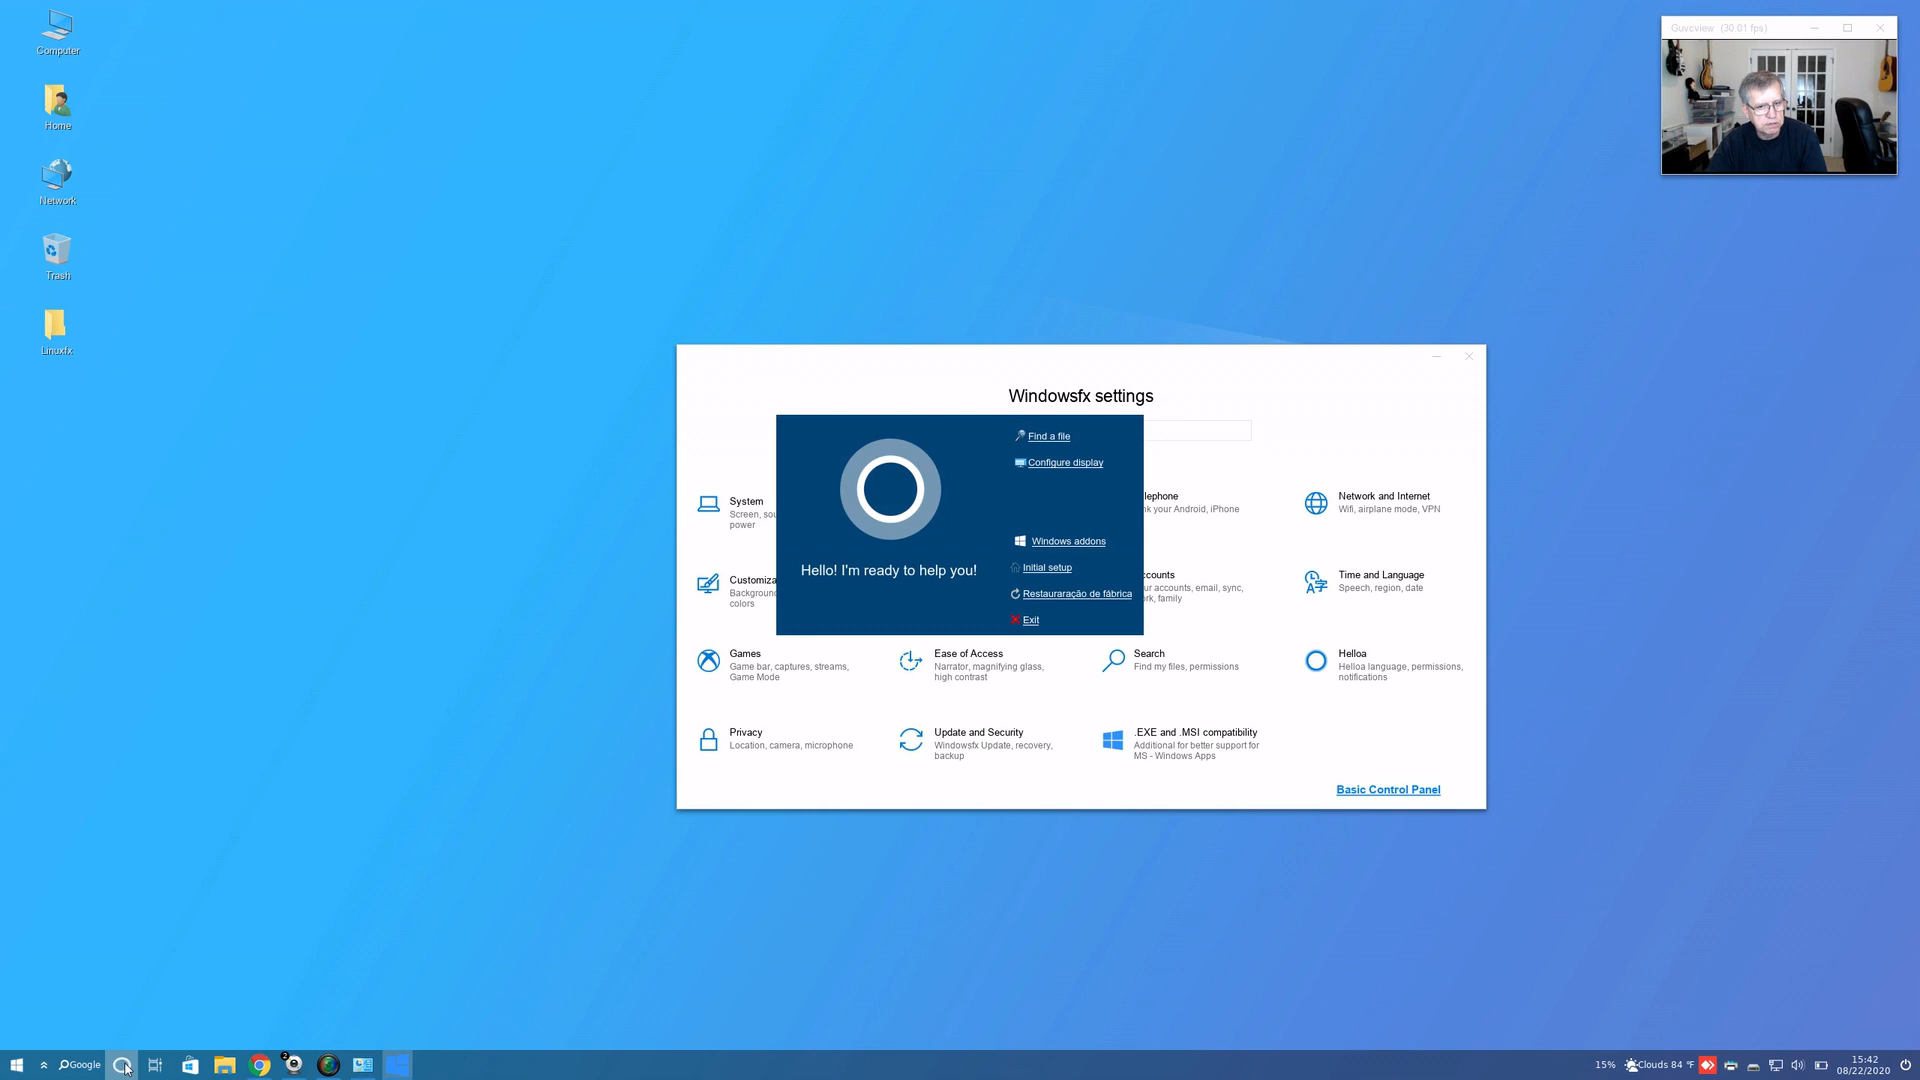 Computer
Home
Network
Trash
Linuxfx
Guvcview (30.01 fps)
Windowsfx settings
Find a file
Configure display
Windows addons
Initial setup
Restauraração de fábrica
Exit
Hello! I'm ready to help you!
System
Screen, sou
power
lephone
nk your Android, iPhone
Network and Internet
Wifi, airplane mode, VPN
Customiza
Background
colors
counts
ur accounts, email, sync,
ork, family
Time and Language
Speech, region, date
Games
Game bar, captures, streams,
Game Mode
Ease of Access
Narrator, magnifying glass,
high contrast
Search
Find my files, permissions
Helloa
Helloa language, permissions,
notifications
Privacy
Location, camera, microphone
Update and Security
Windowsfx Update, recovery,
backup
.EXE and .MSI compatibility
Additional for better support for
MS - Windows Apps
Basic Control Panel
Google
2
15%
Clouds 84 °F
15:42
08/22/2020